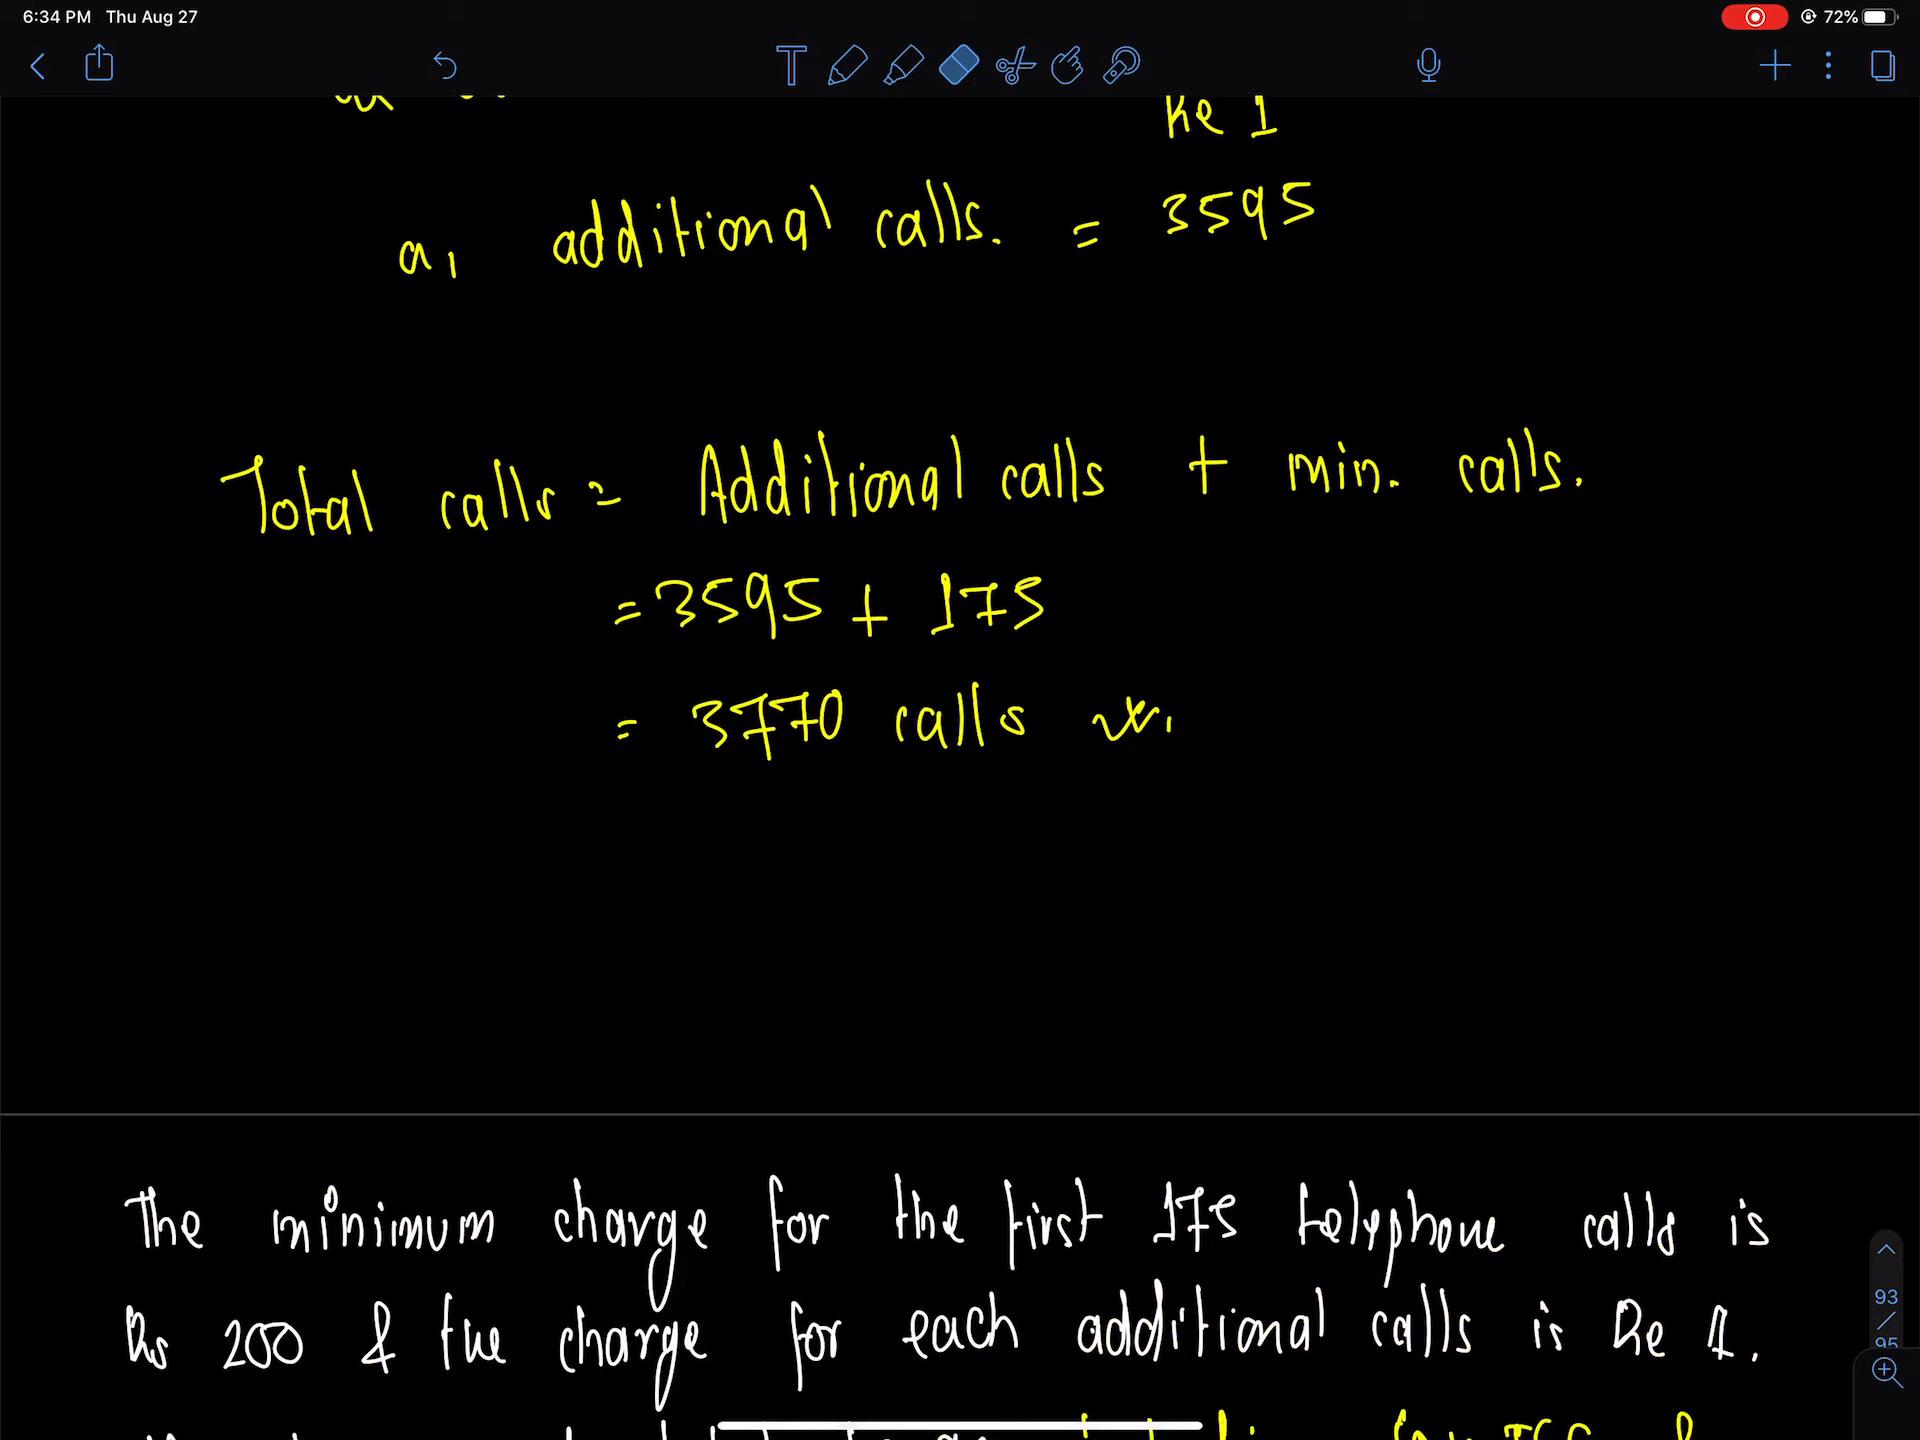 6:34 PM Thu Aug 27
72%
Re 1
a, additional calls. = 3595
Total calls = Additional calls + min. calls.
= 3595 + 175
= 3770 calls
The minimum charge for the first 175 telyphone calls is
Rs 200 & the charge for each additional calls is Re 1.
93
/
95